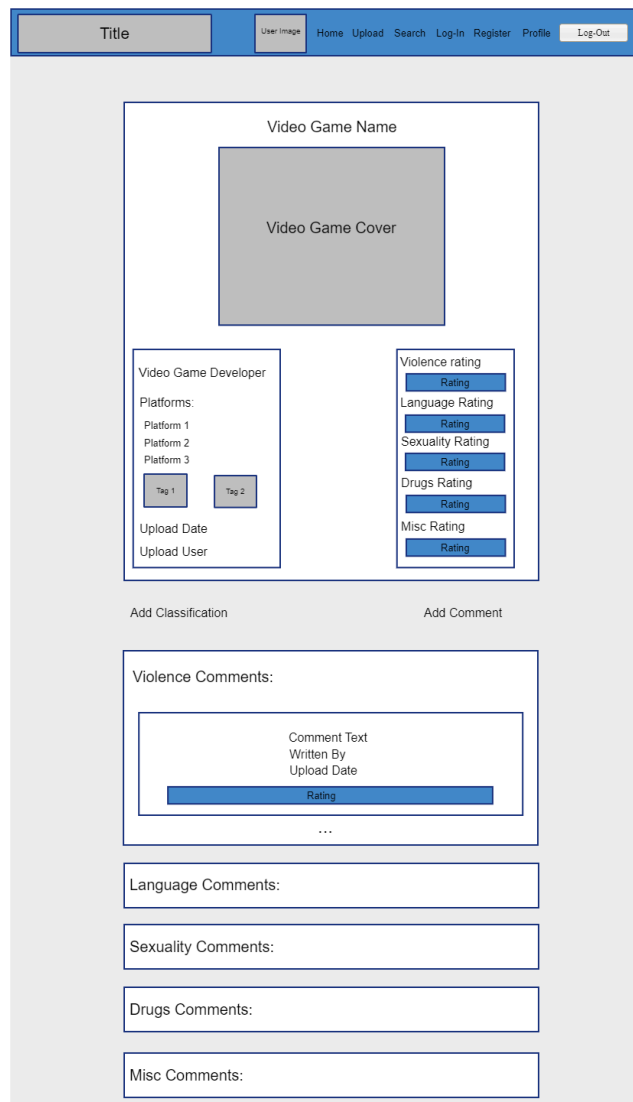 Title
User Image
Home Upload Search Log-In Register Profile Log-Out
Video Game Name
Video Game Cover
Video Game Developer
Platforms:
Platform 1
Platform 2
Platform 3
Tag 1 Tag 2
Upload Date
Upload User
Violence rating
Rating
Language Rating
Rating
Sexuality Rating
Rating
Drugs Rating
Rating
Misc Rating
Rating
Add Classification
Add Comment
Violence Comments:
Comment Text
Written By
Upload Date
Rating
...
Language Comments:
Sexuality Comments:
Drugs Comments:
Misc Comments: